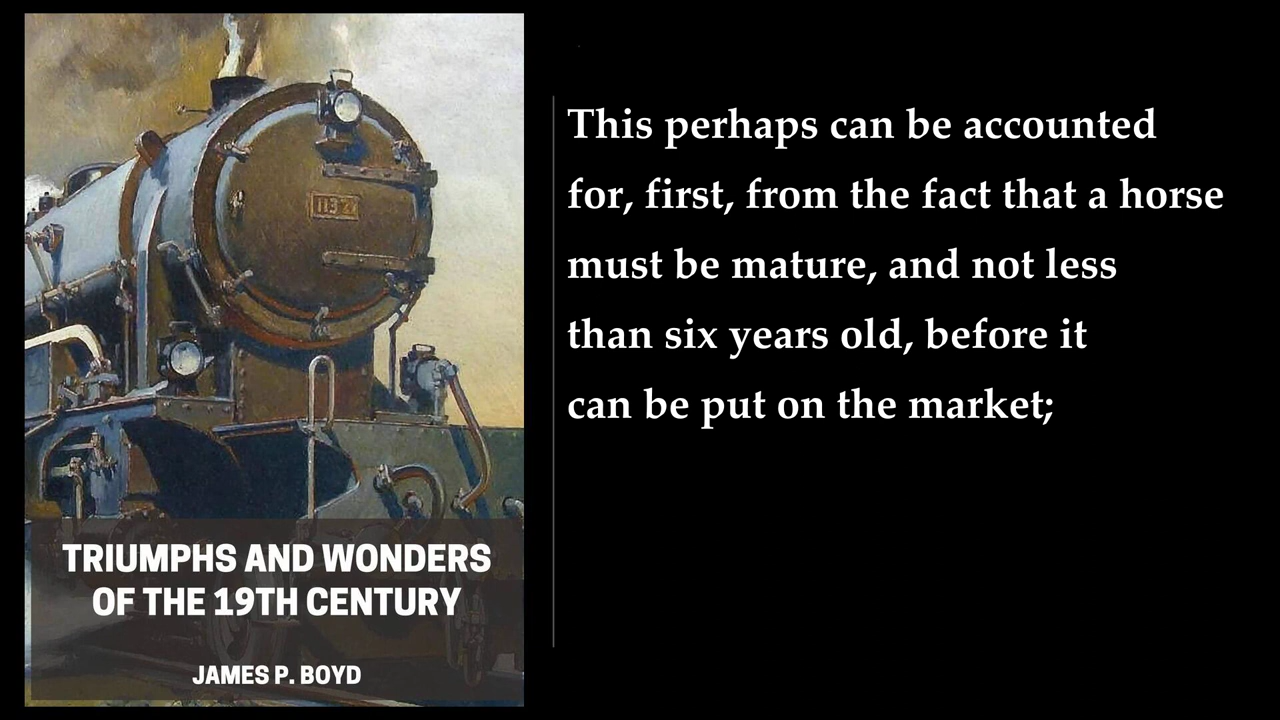 This perhaps can be accounted
for, first, from the fact that a horse
must be mature, and not less
than six years old, before it
can be put on the market;
TRIUMPHS AND WONDERS
OF THE 19TH CENTURY
JAMES P. BOYD